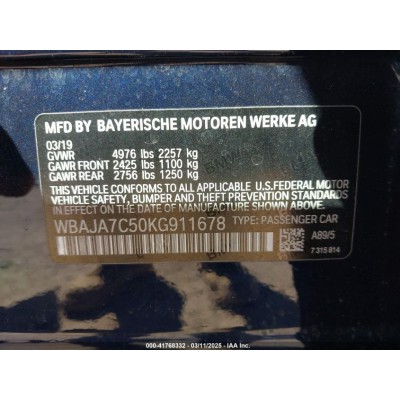 MFD BY BAYERISCHE MOTOREN WERKE AG
03/19
GVWR 4976 lbs 2257 kg
GAWR FRONT 2425 lbs 1100 kg
GAWR REAR 2756 lbs 1250 kg
THIS VEHICLE CONFORMS TO ALL APPLICABLE U.S.FEDERAL MOTOR
VEHICLE SAFETY, BUMPER AND THEFT PREVENTION STANDARDS
IN EFFECT ON THE DATE OF MANUFACTURE SHOWN ABOVE.
WBAJA7C50KG911678 TYPE: PASSENGER CAR
A89/5
7 315 814
000-41768332 - 03/11/2025 - IAA Inc.